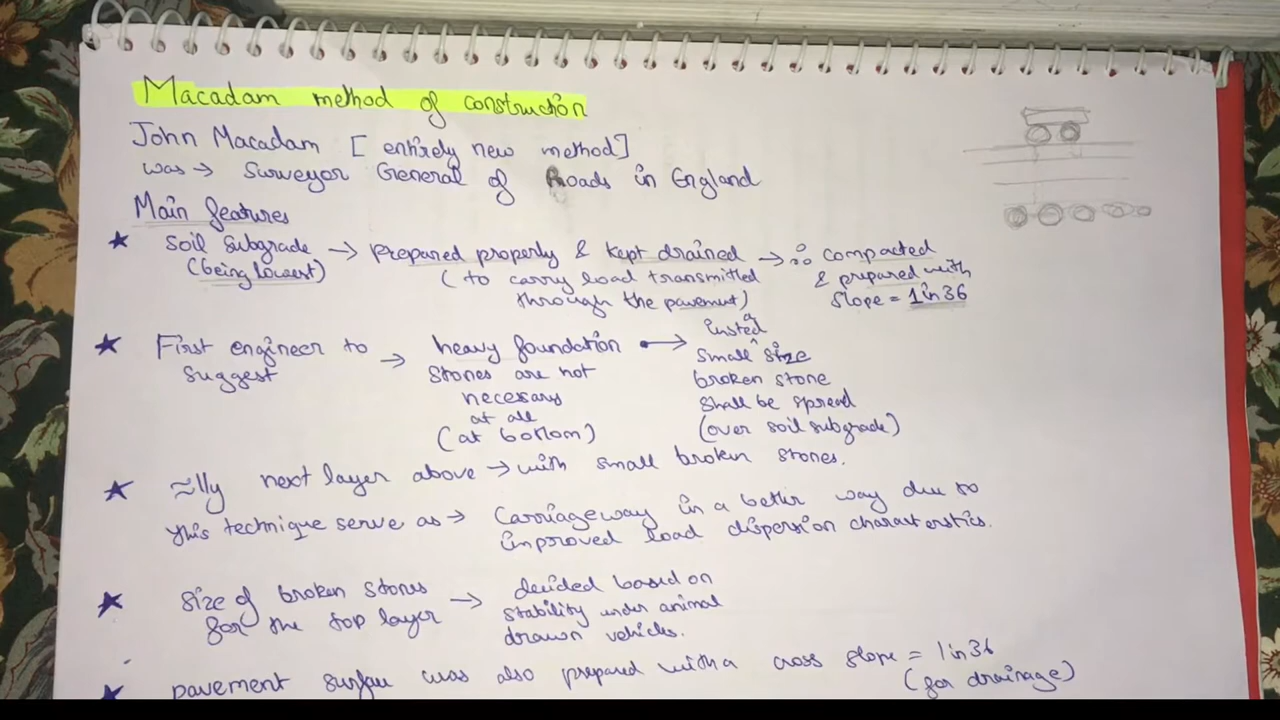 Macadam method of construction
John Macadam [entirely new method]
was → Surveyor General of Roads in England
Main features
★ soil subgrade → prepared properly & kept drained → ∴ compacted
(being lowest) (to carry load transmitted & prepared with
through the pavement) slope = 1 in 36
★ First engineer to → heavy foundation → Insted of
suggest stones are not small size
necessary broken stone
at all shall be spread
(at bottom) (over soil subgrade)
★ ≈lly next layer above → with small broken stones.
this technique serve as → Carriageway in a better way due to
improved load dispersion characterstics.
★ size of broken stones → decided based on
for the top layer stability under animal
drawn vehicles.
★ pavement surface was also prepared with a cross slope = 1 in 36
(for drainage)